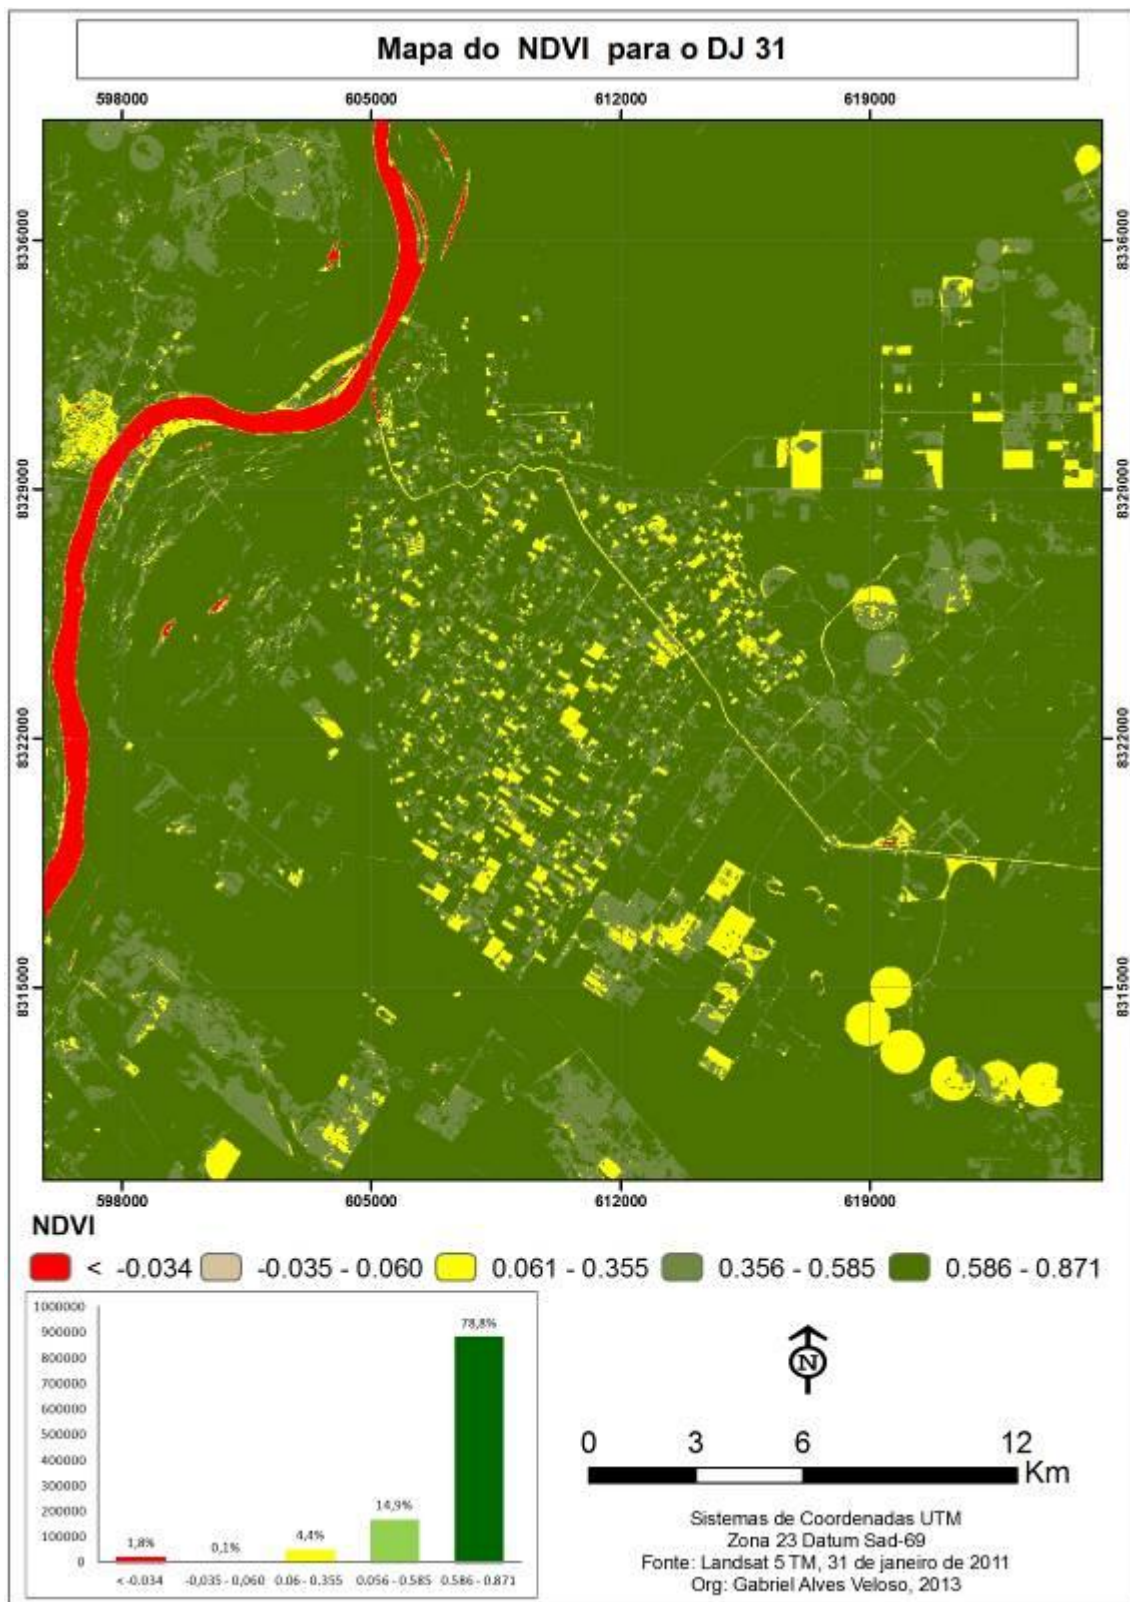 Mapa do NDVI para o DJ 31
598000 605000 612000 619000
8336000 8336000
8329000 8329000
8322000 8322000
8315000 8315000
598000 605000 612000 619000
NDVI
< -0.034 -0.035 - 0.060 0.061 - 0.355 0.356 - 0.585 0.586 - 0.871
1000000
900000
800000
700000
600000
500000
400000
300000
200000
100000
0
1,8% 0,1% 4,4% 14,9% 78,8%
< -0.034 -0,035 - 0,060 0.06 - 0.355 0.056 - 0.585 0.586 - 0.871
N
0 3 6 12
Km
Sistemas de Coordenadas UTM
Zona 23 Datum Sad-69
Fonte: Landsat 5 TM, 31 de janeiro de 2011
Org: Gabriel Alves Veloso, 2013